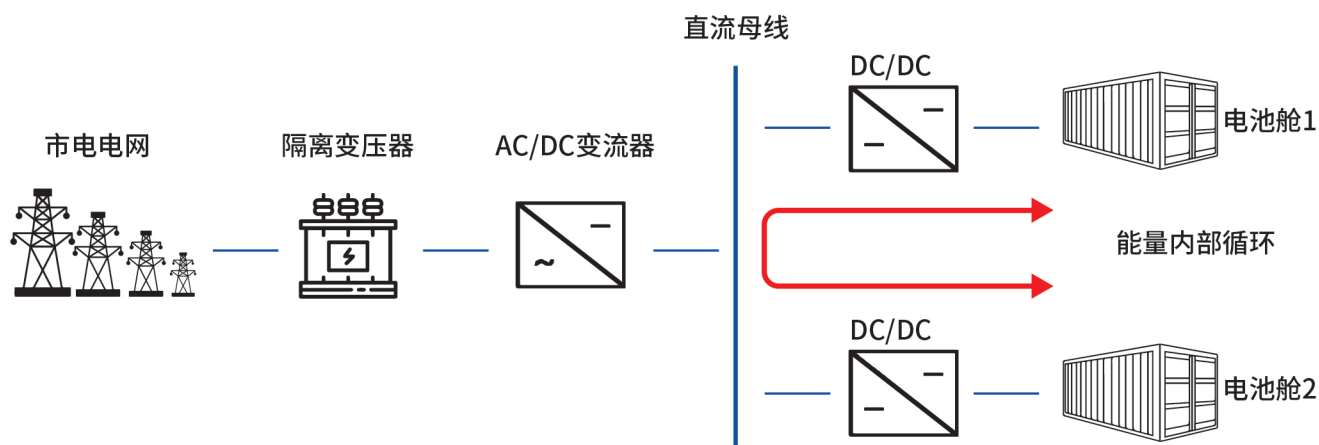 直流母线
DC/DC
电池舱1
市电电网
隔离变压器
AC/DC变流器
能量内部循环
DC/DC
电池舱2